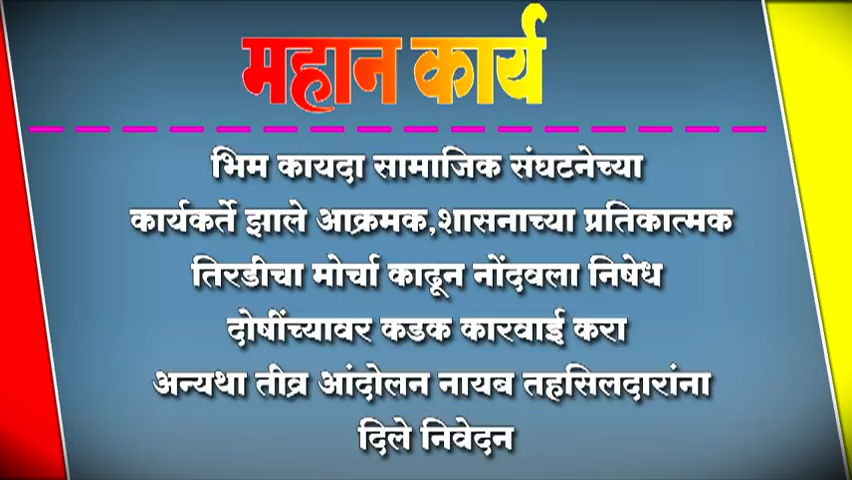 महान कार्य
भिम कायदा सामाजिक संघटनेच्या
कार्यकर्ते झाले आक्रमक,शासनाच्या प्रतिकात्मक
तिरडीचा मोर्चा काढून नोंदवला निषेध
दोषींच्यावर कडक कारवाई करा
अन्यथा तीव्र आंदोलन नायब तहसिलदारांना
दिले निवेदन